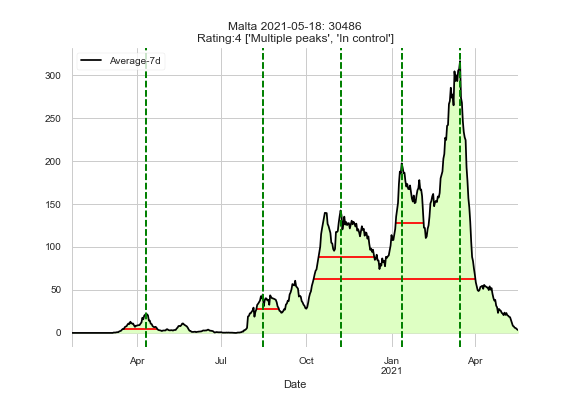 Malta 2021-05-18: 30486
Rating:4 ['Multiple peaks', 'In control']
Average-7d
300
250
200
150
100
50
0
Apr
Jul
Oct
Jan
2021
Apr
Date